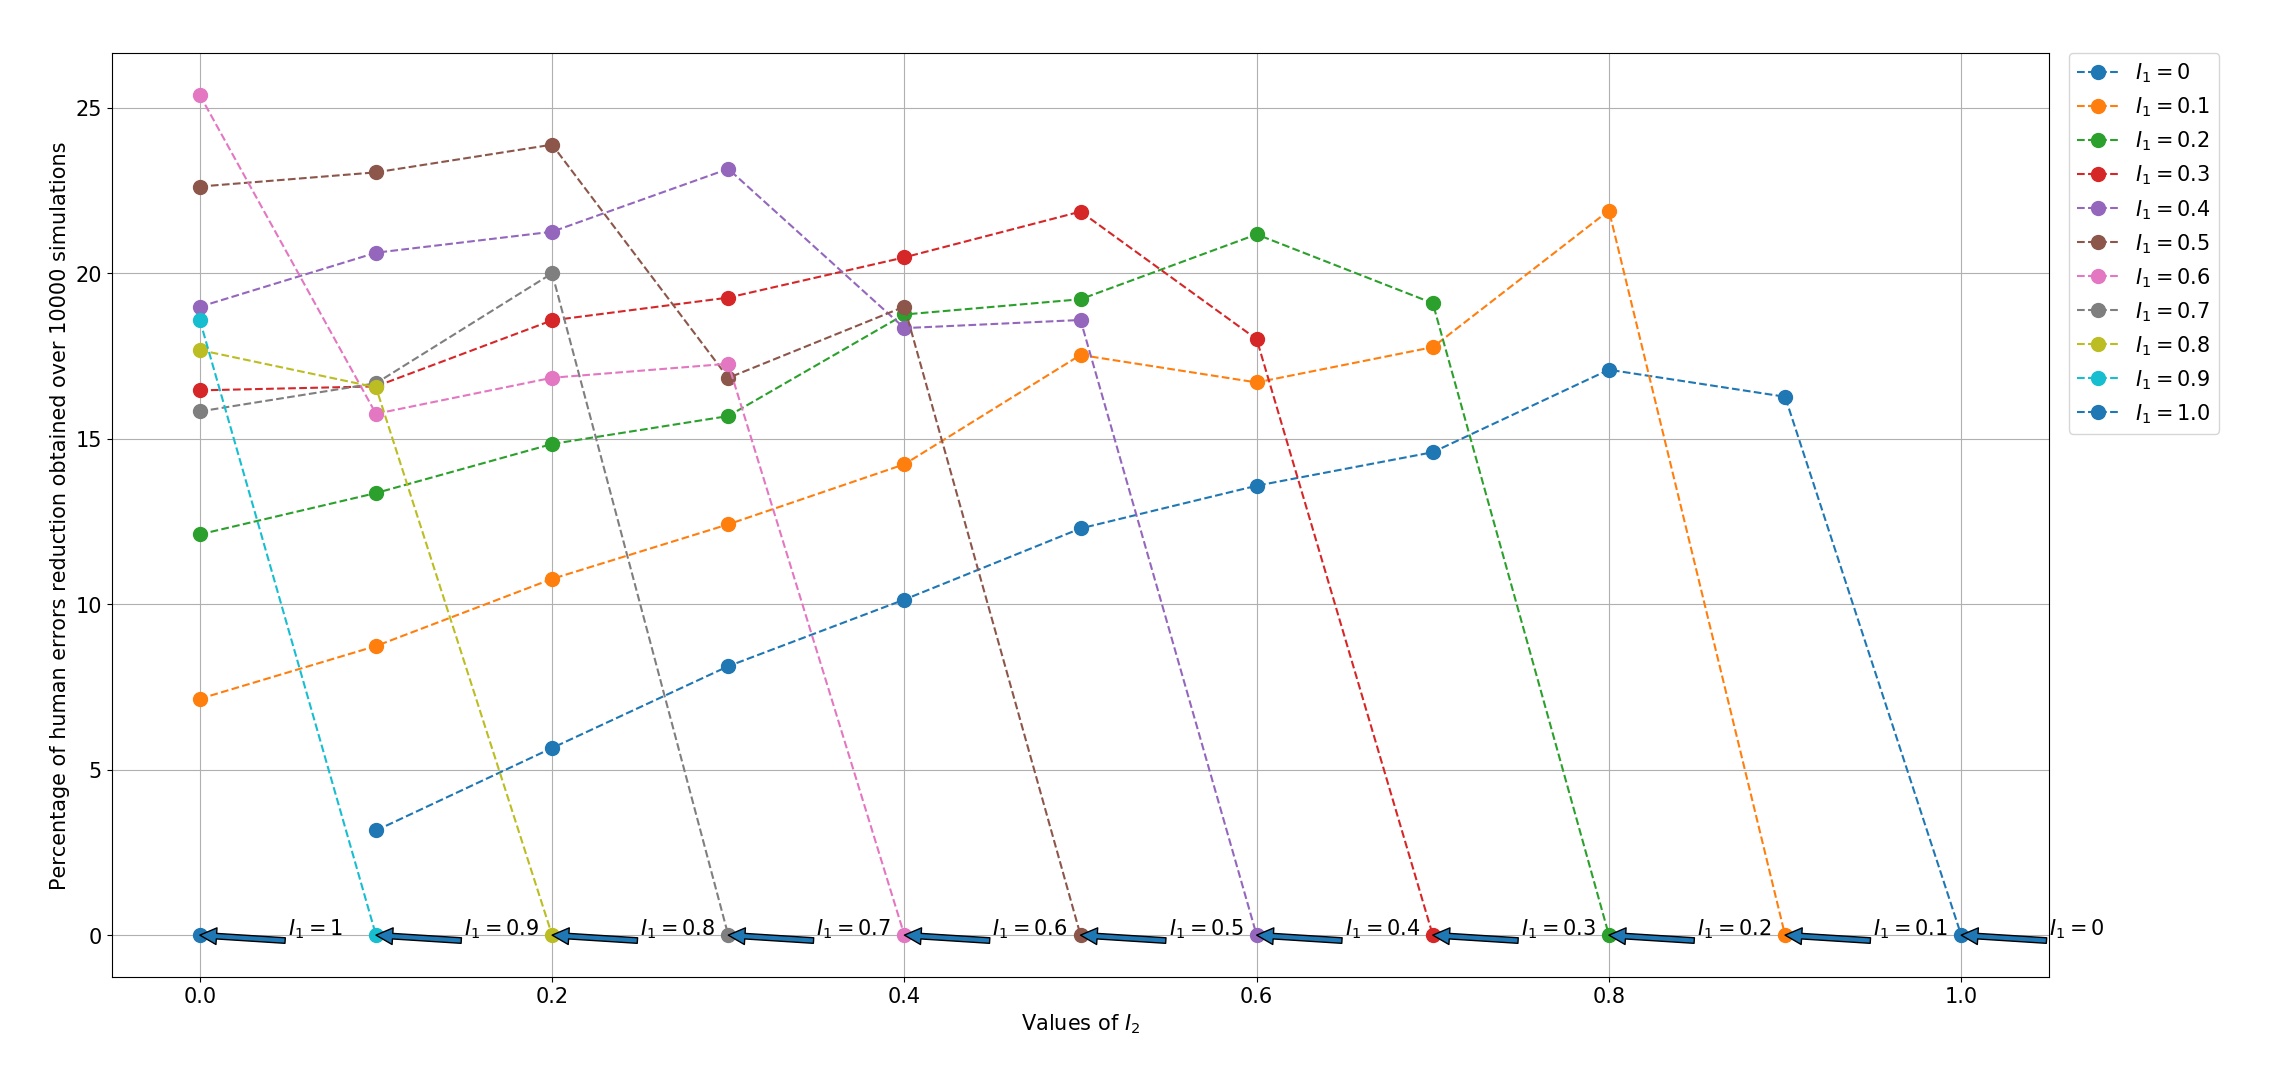 Percentage of human errors reduction obtained over 10000 simulations
25
20
15
10
5
0
I₁ = 1
I₁ = 0.9
I₁ = 0.8
I₁ = 0.7
I₁ = 0.6
I₁ = 0.5
I₁ = 0.4
I₁ = 0.3
I₁ = 0.2
I₁ = 0.1
I₁ = 0
0.0
0.2
0.4
0.6
0.8
1.0
Values of I₂
I₁ = 0
I₁ = 0.1
I₁ = 0.2
I₁ = 0.3
I₁ = 0.4
I₁ = 0.5
I₁ = 0.6
I₁ = 0.7
I₁ = 0.8
I₁ = 0.9
I₁ = 1.0